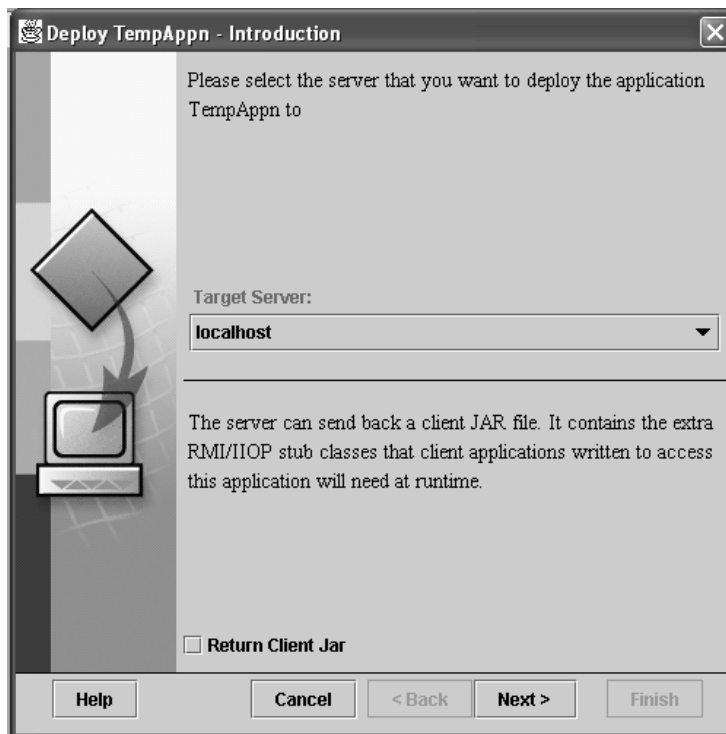 Deploy TempAppn - Introduction
Please select the server that you want to deploy the application
TempAppn to
Target Server:
localhost
The server can send back a client JAR file. It contains the extra
RMI/IIOP stub classes that client applications written to access
this application will need at runtime.
Return Client Jar
Help
Cancel
< Back
Next >
Finish